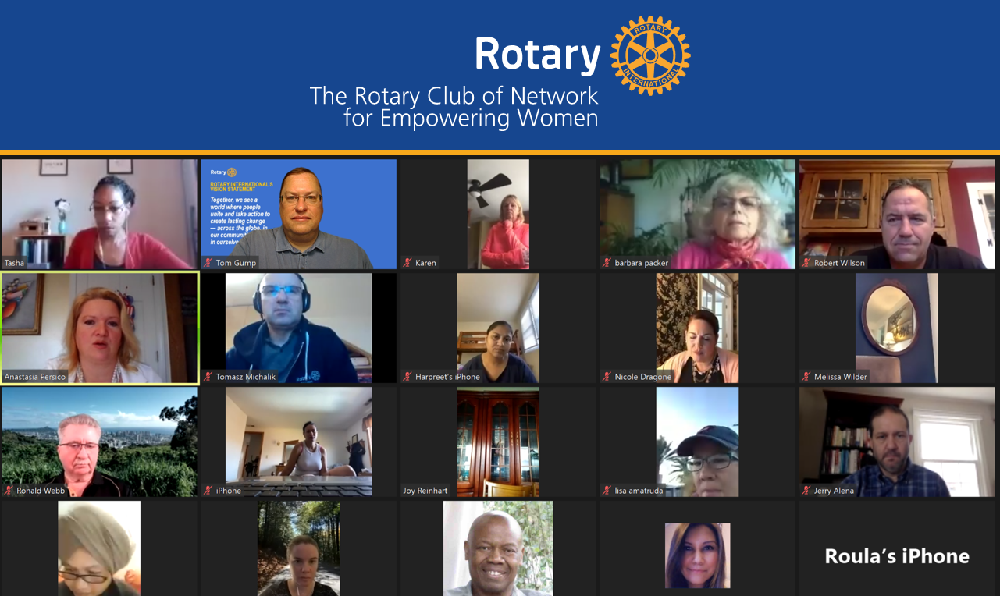 Rotary
ROTARY
INTERNATIONAL
The Rotary Club of Network
for Empowering Women
Tasha
Rotary
ROTARY INTERNATIONAL'S
VISION STATEMENT
Together, we see a
world where people
unite and take action to
create lasting change
— across the globe, in
our communit
in ourselve
Tom Gump
Karen
barbara packer
Robert Wilson
Anastasia Persico
Tomasz Michalik
Harpreet's iPhone
Nicole Dragone
Melissa Wilder
Ronald Webb
iPhone
Joy Reinhart
lisa amatruda
Jerry Alena
Roula's iPhone